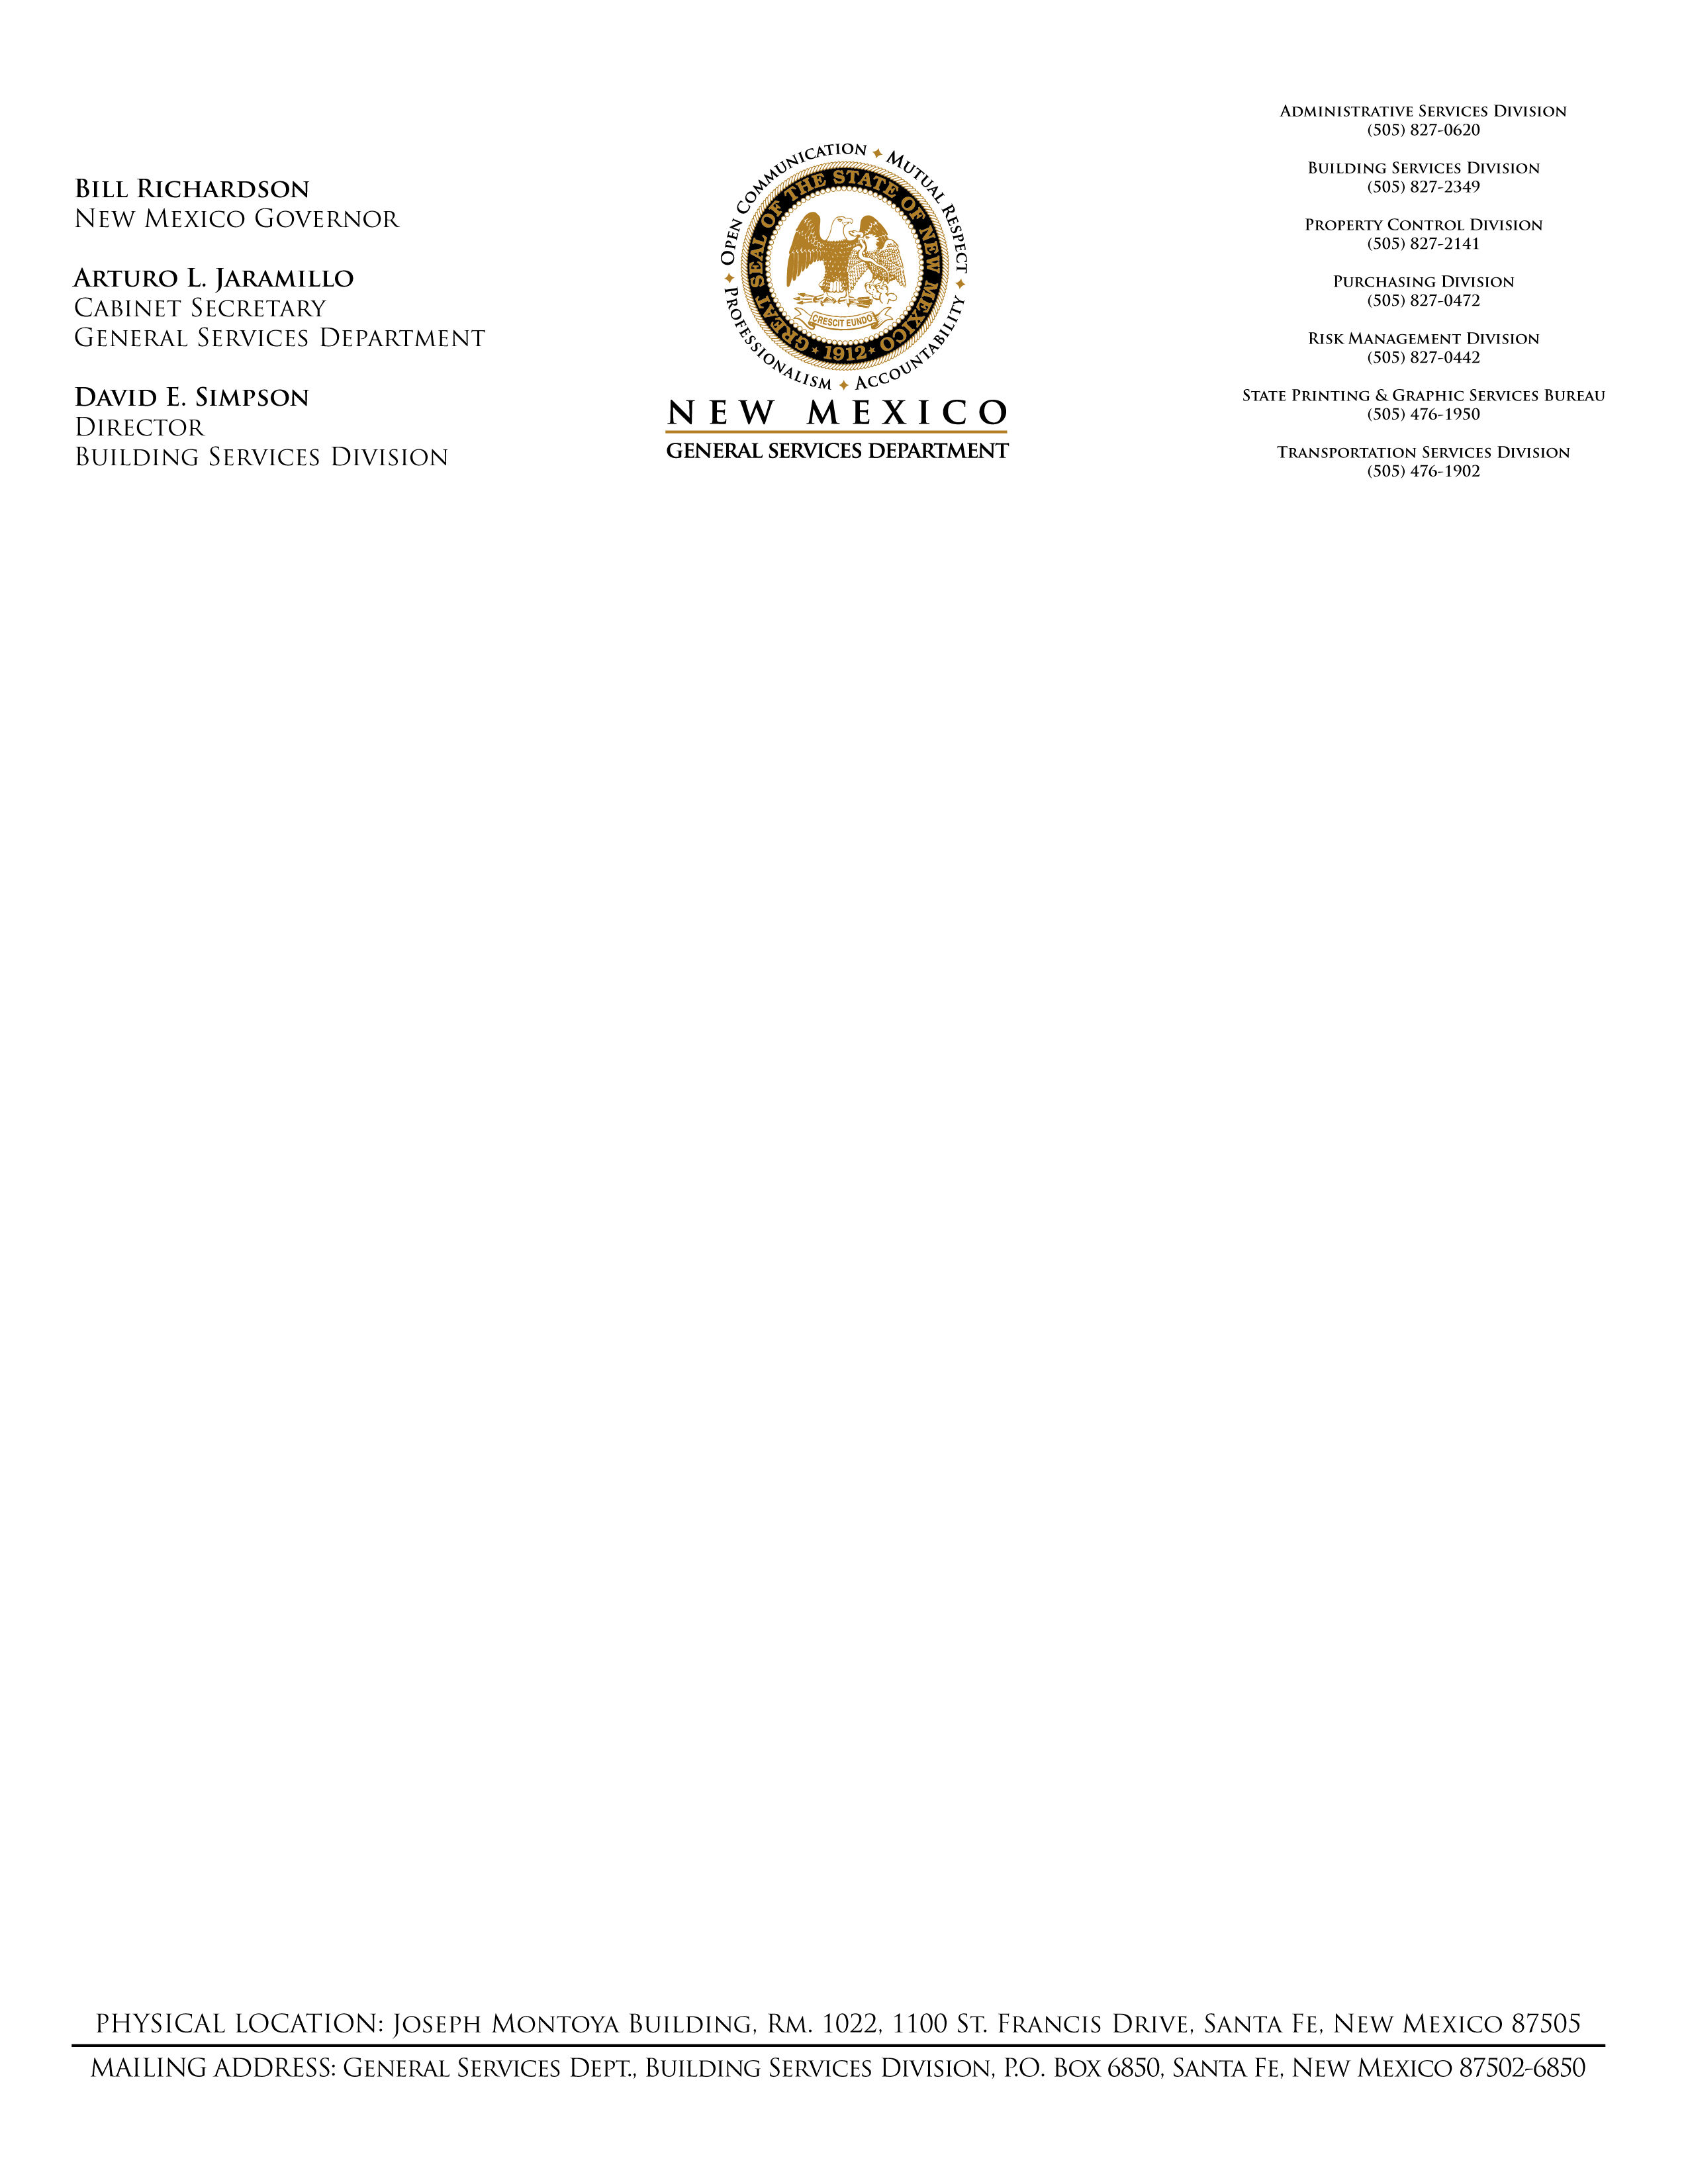 Bill Richardson
New Mexico Governor
Arturo L. Jaramillo
Cabinet Secretary
General Services Department
David E. Simpson
Director
Building Services Division
Open Communication ✦ Mutual Respect ✦ Accountability ✦ Professionalism ✦
GREAT SEAL OF THE STATE OF NEW MEXICO
★ 1912 ★
CRESCIT EUNDO
NEW MEXICO
GENERAL SERVICES DEPARTMENT
Administrative Services Division
(505) 827-0620
Building Services Division
(505) 827-2349
Property Control Division
(505) 827-2141
Purchasing Division
(505) 827-0472
Risk Management Division
(505) 827-0442
State Printing & Graphic Services Bureau
(505) 476-1950
Transportation Services Division
(505) 476-1902
PHYSICAL LOCATION: Joseph Montoya Building, Rm. 1022, 1100 St. Francis Drive, Santa Fe, New Mexico 87505
MAILING ADDRESS: General Services Dept., Building Services Division, P.O. Box 6850, Santa Fe, New Mexico 87502-6850